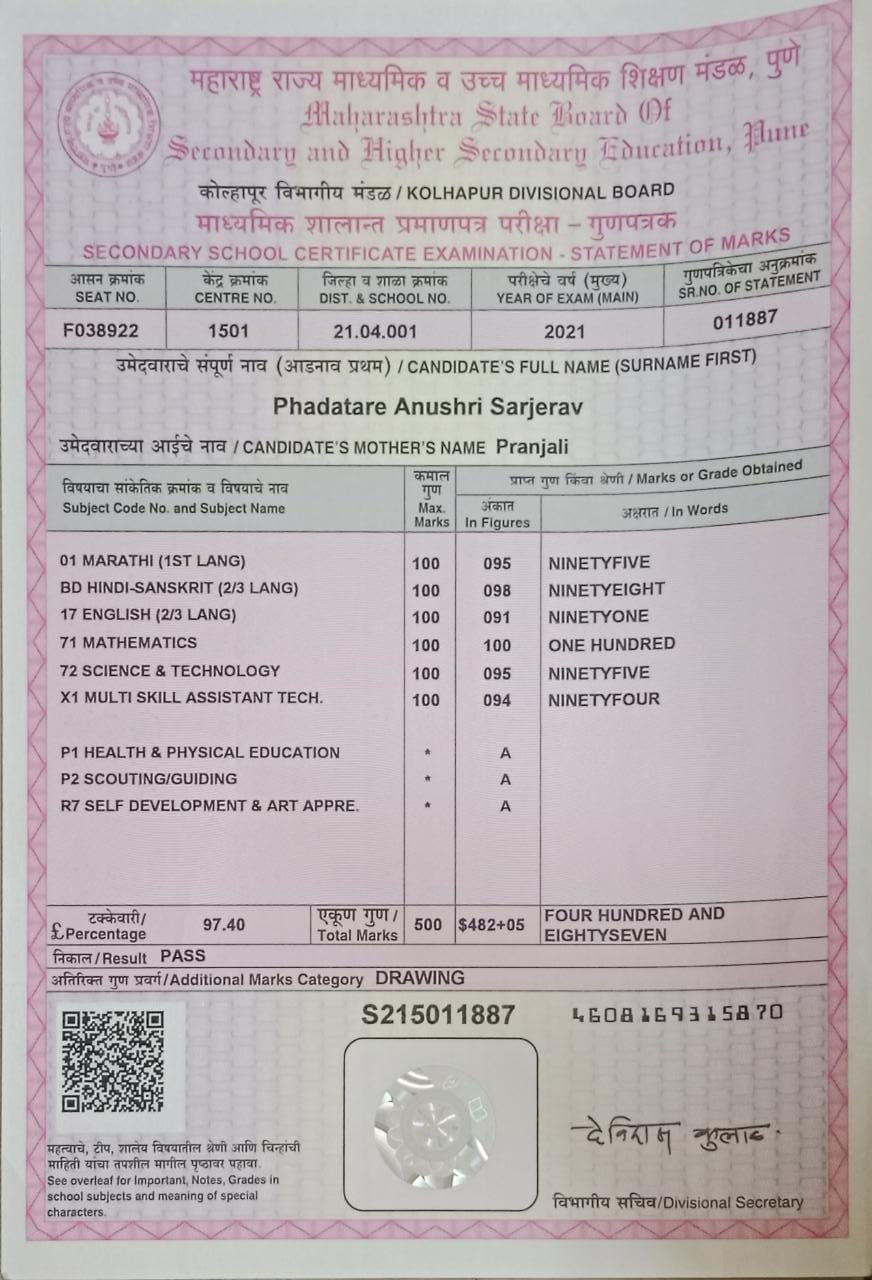 महाराष्ट्र राज्य माध्यमिक व उच्च माध्यमिक शिक्षण मंडळ, पुणे
Maharashtra State Board Of
Secondary and Higher Secondary Education, Pune
कोल्हापूर विभागीय मंडळ / KOLHAPUR DIVISIONAL BOARD
माध्यमिक शालान्त प्रमाणपत्र परीक्षा – गुणपत्रक
SECONDARY SCHOOL CERTIFICATE EXAMINATION - STATEMENT OF MARKS
आसन क्रमांक केंद्र क्रमांक जिल्हा व शाळा क्रमांक परीक्षेचे वर्ष (मुख्य) गुणपत्रिकेचा अनुक्रमांक
SEAT NO. CENTRE NO. DIST. & SCHOOL NO. YEAR OF EXAM (MAIN) SR.NO. OF STATEMENT
F038922 1501 21.04.001 2021 011887
उमेदवाराचे संपूर्ण नाव (आडनाव प्रथम) / CANDIDATE'S FULL NAME (SURNAME FIRST)
Phadatare Anushri Sarjerav
उमेदवाराच्या आईचे नाव / CANDIDATE'S MOTHER'S NAME Pranjali
विषयाचा सांकेतिक क्रमांक व विषयाचे नाव
Subject Code No. and Subject Name
कमाल
गुण
Max.
Marks
प्राप्त गुण किंवा श्रेणी / Marks or Grade Obtained
अंकात
In Figures
अक्षरात / In Words
01 MARATHI (1ST LANG) 100 095 NINETYFIVE
BD HINDI-SANSKRIT (2/3 LANG) 100 098 NINETYEIGHT
17 ENGLISH (2/3 LANG) 100 091 NINETYONE
71 MATHEMATICS 100 100 ONE HUNDRED
72 SCIENCE & TECHNOLOGY 100 095 NINETYFIVE
X1 MULTI SKILL ASSISTANT TECH. 100 094 NINETYFOUR
P1 HEALTH & PHYSICAL EDUCATION * A
P2 SCOUTING/GUIDING * A
R7 SELF DEVELOPMENT & ART APPRE. * A
टक्केवारी/
£Percentage
97.40
एकूण गुण /
Total Marks
500 $482+05
FOUR HUNDRED AND
EIGHTYSEVEN
निकाल / Result PASS
अतिरिक्त गुण प्रवर्ग/Additional Marks Category DRAWING
S215011887
4608169315870
महत्वाचे, टीप, शालेय विषयातील श्रेणी आणि चिन्हांची
माहिती यांचा तपशील मागील पृष्ठावर पहावा.
See overleaf for Important, Notes, Grades in
school subjects and meaning of special
characters.
विभागीय सचिव/Divisional Secretary